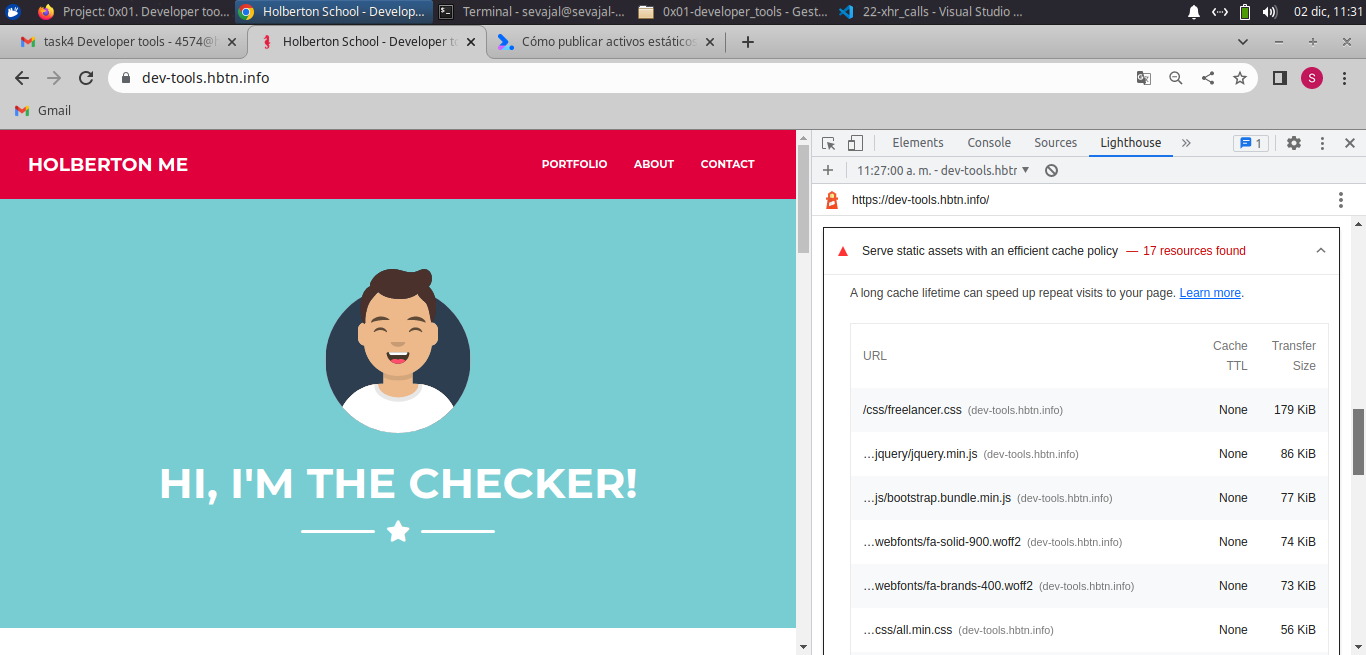 Project: 0x01. Developer too...
Holberton School - Develop...
Terminal - sevajal@sevajal-...
0x01-developer_tools - Gest...
22-xhr_calls - Visual Studio ...
02 dic, 11:31
task4 Developer tools - 4574@h
Holberton School - Developer to
Cómo publicar activos estáticos
dev-tools.hbtn.info
S
Gmail
HOLBERTON ME
PORTFOLIO
ABOUT
CONTACT
HI, I'M THE CHECKER!
Elements
Console
Sources
Lighthouse
1
11:27:00 a. m. - dev-tools.hbtr
https://dev-tools.hbtn.info/
Serve static assets with an efficient cache policy — 17 resources found
A long cache lifetime can speed up repeat visits to your page. Learn more.
URL
Cache TTL
Transfer Size
/css/freelancer.css (dev-tools.hbtn.info) None 179 KiB
…jquery/jquery.min.js (dev-tools.hbtn.info) None 86 KiB
…js/bootstrap.bundle.min.js (dev-tools.hbtn.info) None 77 KiB
…webfonts/fa-solid-900.woff2 (dev-tools.hbtn.info) None 74 KiB
…webfonts/fa-brands-400.woff2 (dev-tools.hbtn.info) None 73 KiB
…css/all.min.css (dev-tools.hbtn.info) None 56 KiB